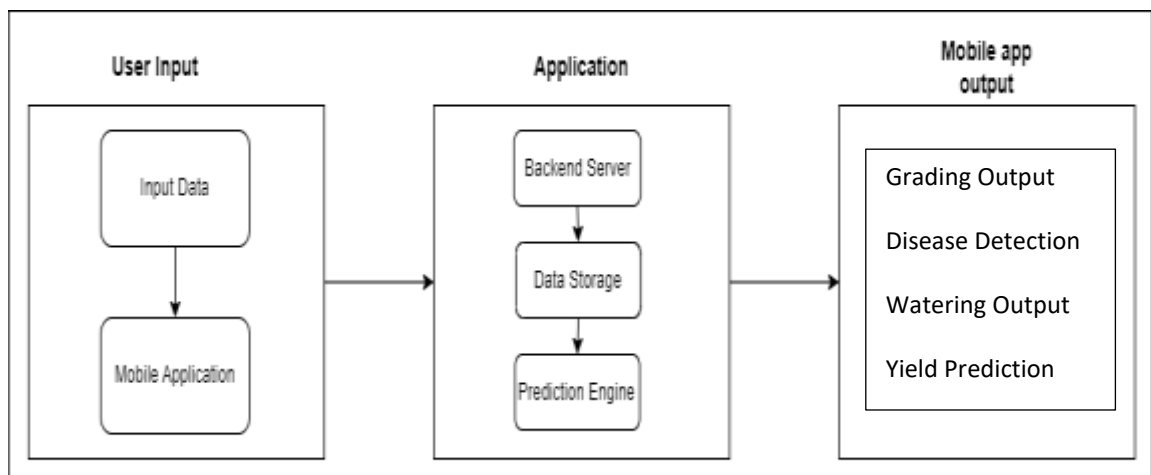 User Input
Input Data
Mobile Application
Application
Backend Server
Data Storage
Prediction Engine
Mobile app
output
Grading Output
Disease Detection
Watering Output
Yield Prediction